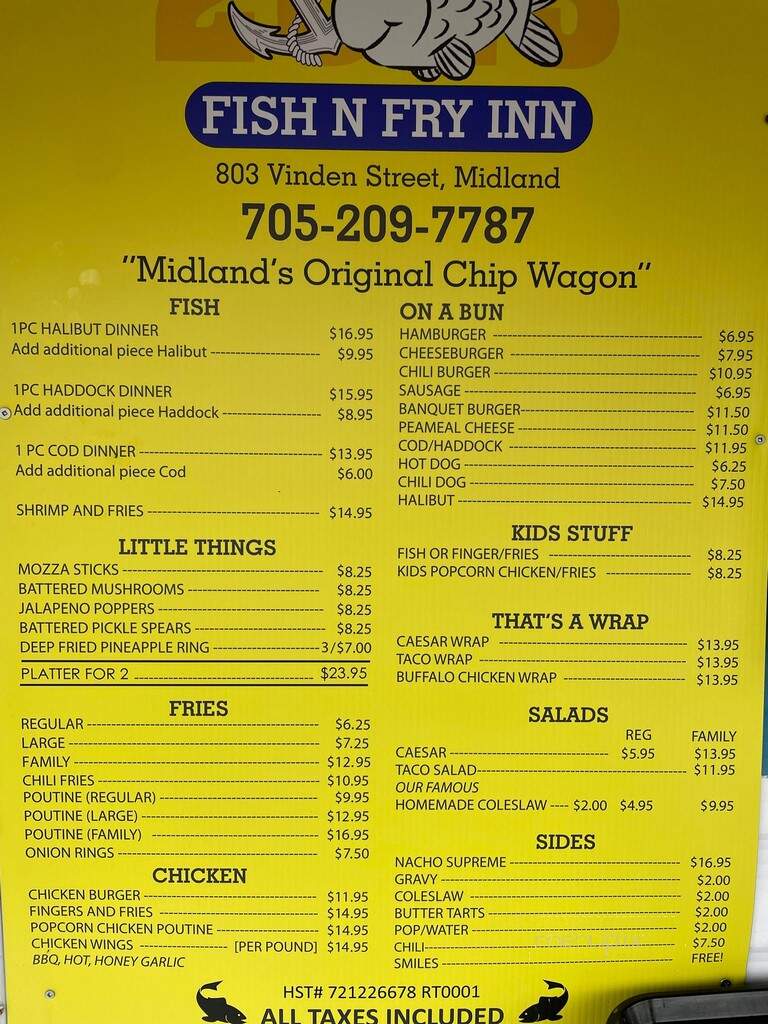 FISH N FRY INN
803 Vinden Street, Midland
705-209-7787
"Midland's Original Chip Wagon"
FISH
1PC HALIBUT DINNER $16.95
Add additional piece Halibut $9.95
1PC HADDOCK DINNER $15.95
Add additional piece Haddock $8.95
1 PC COD DINNER $13.95
Add additional piece Cod $6.00
SHRIMP AND FRIES $14.95
LITTLE THINGS
MOZZA STICKS $8.25
BATTERED MUSHROOMS $8.25
JALAPENO POPPERS $8.25
BATTERED PICKLE SPEARS $8.25
DEEP FRIED PINEAPPLE RING 3/$7.00
PLATTER FOR 2 $23.95
FRIES
REGULAR $6.25
LARGE $7.25
FAMILY $12.95
CHILI FRIES $10.95
POUTINE (REGULAR) $9.95
POUTINE (LARGE) $12.95
POUTINE (FAMILY) $16.95
ONION RINGS $7.50
CHICKEN
CHICKEN BURGER $11.95
FINGERS AND FRIES $14.95
POPCORN CHICKEN POUTINE $14.95
CHICKEN WINGS [PER POUND] $14.95
BBQ, HOT, HONEY GARLIC
ON A BUN
HAMBURGER $6.95
CHEESEBURGER $7.95
CHILI BURGER $10,95
SAUSAGE $6.95
BANQUET BURGER $11.50
PEAMEAL CHEESE $11.50
COD/HADDOCK $11.95
HOT DOG $6.25
CHILI DOG $7.50
HALIBUT $14.95
KIDS STUFF
FISH OR FINGER/FRIES $8.25
KIDS POPCORN CHICKEN/FRIES $8.25
THAT'S A WRAP
CAESAR WRAP $13.95
TACO WRAP $13.95
BUFFALO CHICKEN WRAP $13.95
SALADS
REG FAMILY
CAESAR $5.95 $13.95
TACO SALAD $11.95
OUR FAMOUS
HOMEMADE COLESLAW ---- $2.00 $4.95 $9.95
SIDES
NACHO SUPREME $16.95
GRAVY $2.00
COLESLAW $2.00
BUTTER TARTS $2.00
POP/WATER $2.00
CHILI $7.50
SMILES FREE!
HST# 721226678 RT0001
ALL TAXES INCLUDED